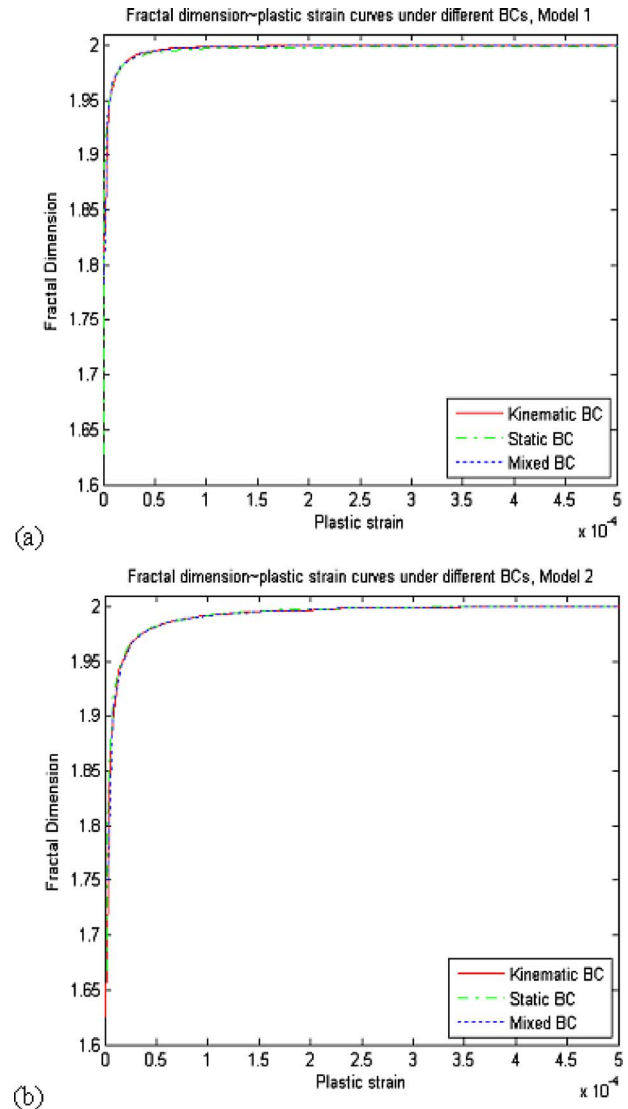 Fractal dimension~plastic strain curves under different BCs, Model 1
2
1.95
1.9
1.85
1.8
1.75
1.7
1.65
1.6
Fractal Dimension
Kinematic BC
Static BC
Mixed BC
0 0.5 1 1.5 2 2.5 3 3.5 4 4.5 5
Plastic strain
x 10⁻⁴
(a)
Fractal dimension~plastic strain curves under different BCs, Model 2
2
1.95
1.9
1.85
1.8
1.75
1.7
1.65
1.6
Fractal Dimension
Kinematic BC
Static BC
Mixed BC
0 0.5 1 1.5 2 2.5 3 3.5 4 4.5 5
Plastic strain
x 10⁻⁴
(b)